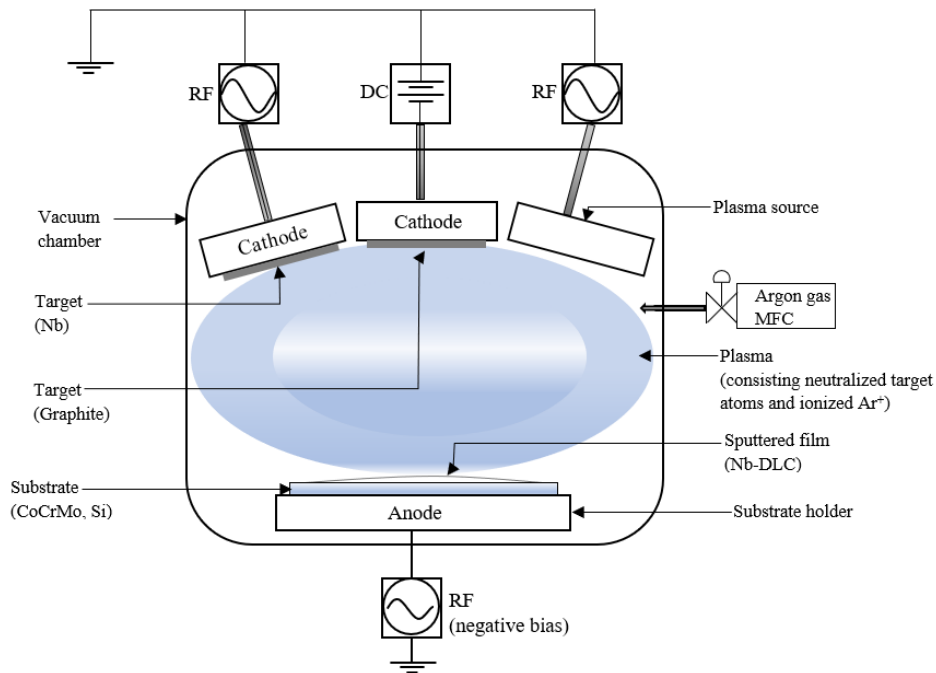 RF
DC
RF
Vacuum
chamber
Cathode
Cathode
Plasma source
Target
(Nb)
Argon gas
MFC
Target
(Graphite)
Plasma
(consisting neutralized target
atoms and ionized Ar⁺)
Sputtered film
(Nb-DLC)
Substrate
(CoCrMo, Si)
Anode
Substrate holder
RF
(negative bias)